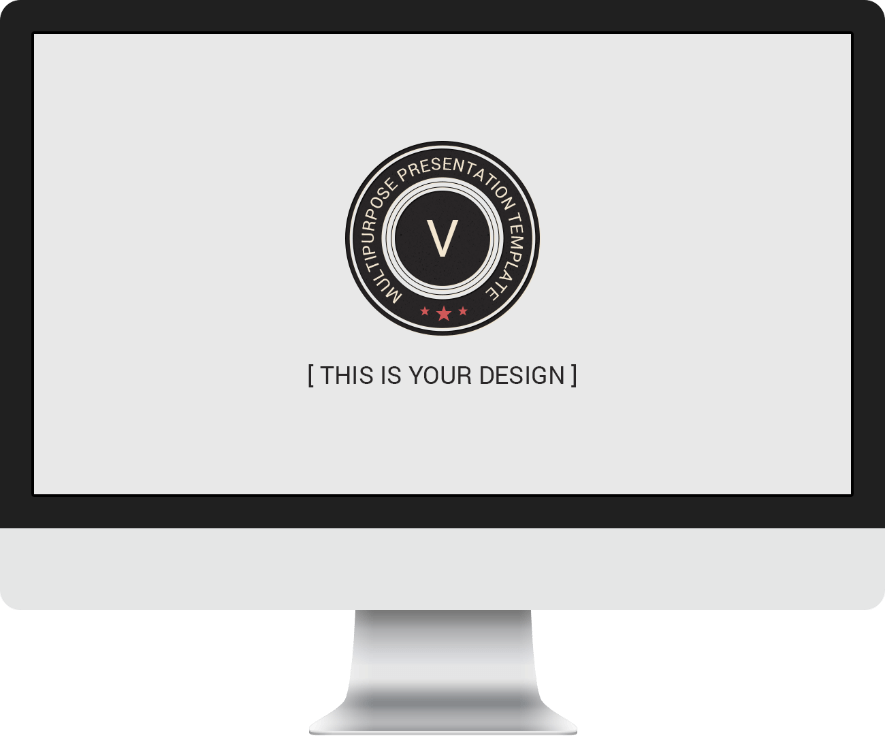 MULTIPURPOSE PRESENTATION TEMPLATE
V
[ THIS IS YOUR DESIGN ]